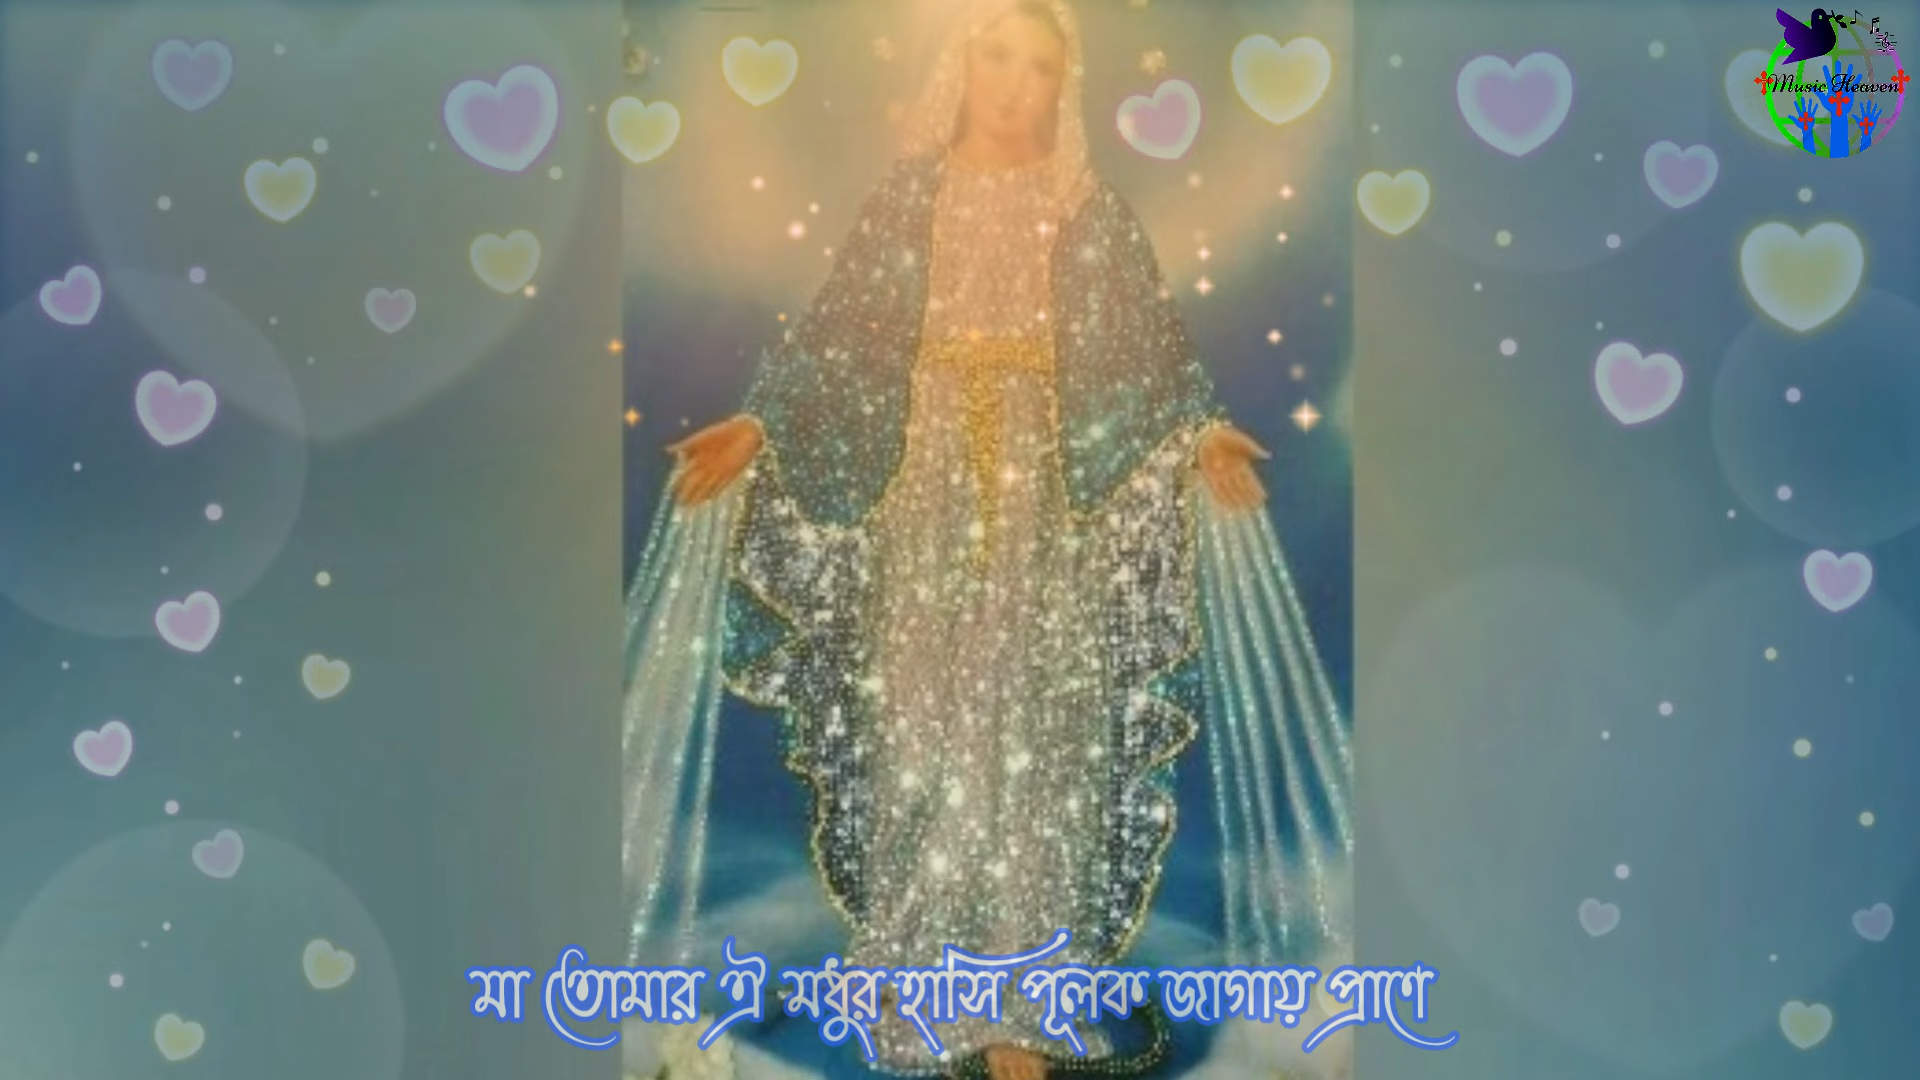 Music Heaven
মা তোমার ঐ মধুর হাসি পূলক জাগায় প্রাণে